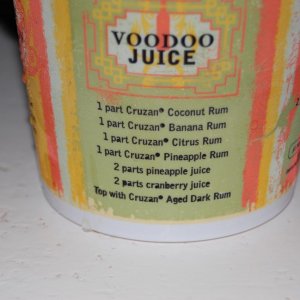 VOODOO
JUICE
1 part Cruzan® Coconut Rum
1 part Cruzan® Banana Rum
1 part Cruzan® Citrus Rum
1 part Cruzan® Pineapple Rum
2 parts pineapple juice
2 parts cranberry juice
Top with Cruzan® Aged Dark Rum